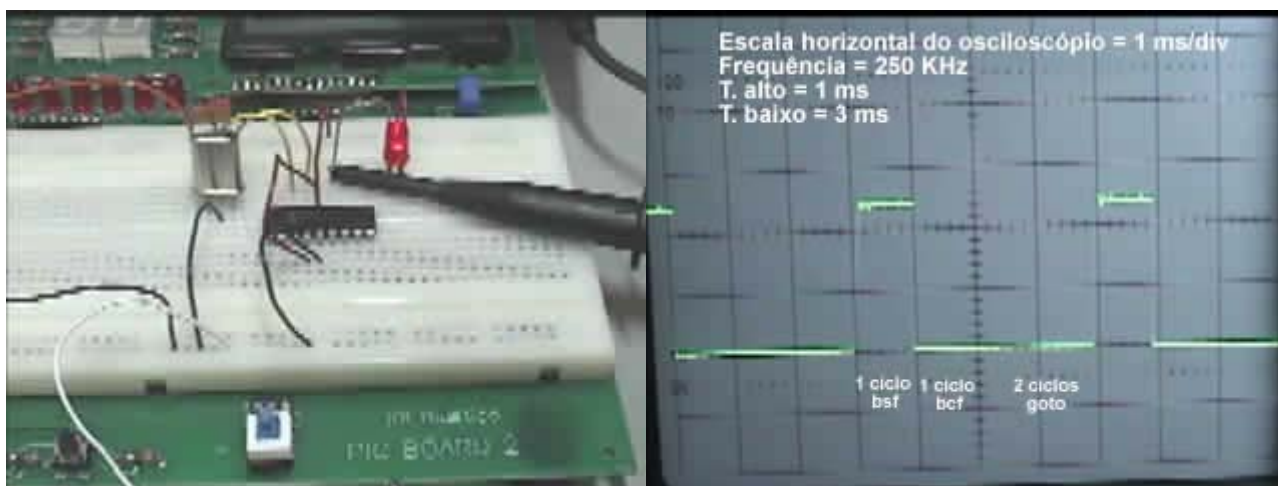 Escala horizontal do osciloscópio = 1 ms/div
Frequência = 250 KHz
T. alto = 1 ms
T. baixo = 3 ms
100
1 ciclo
bsf
1 ciclo
bcf
2 ciclos
goto
PIC BOARD 2